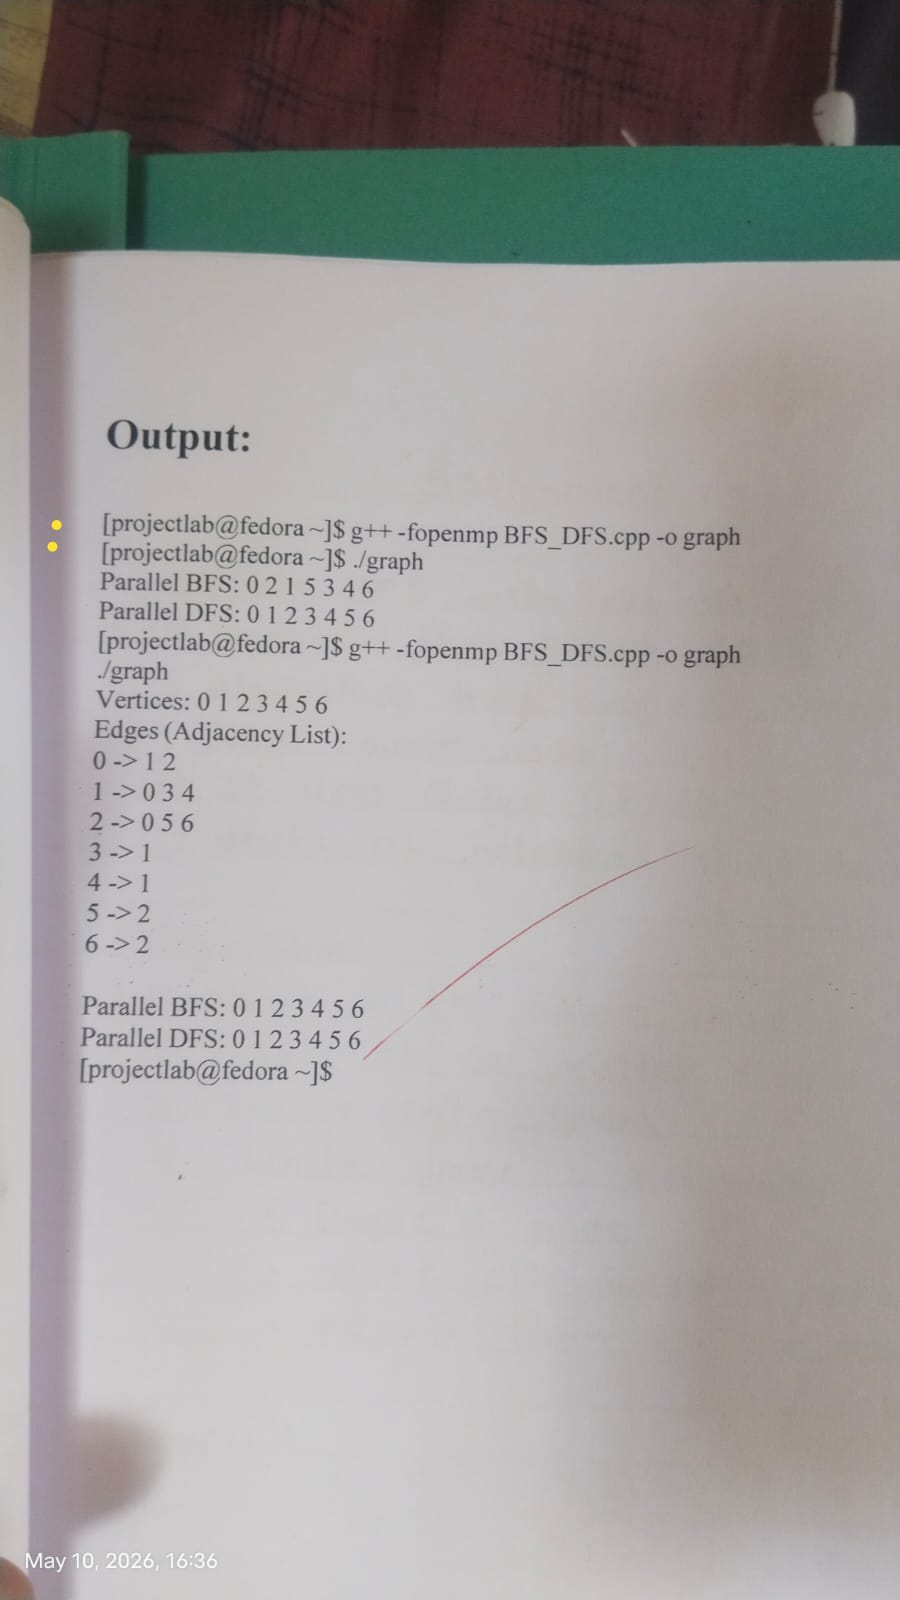 Output:
[projectlab@fedora ~]$ g++ -fopenmp BFS_DFS.cpp -o graph
[projectlab@fedora ~]$ ./graph
Parallel BFS: 0 2 1 5 3 4 6
Parallel DFS: 0 1 2 3 4 5 6
[projectlab@fedora ~]$ g++ -fopenmp BFS_DFS.cpp -o graph
./graph
Vertices: 0 1 2 3 4 5 6
Edges (Adjacency List):
0 -> 1 2
1 -> 0 3 4
2 -> 0 5 6
3 -> 1
4 -> 1
5 -> 2
6 -> 2
Parallel BFS: 0 1 2 3 4 5 6
Parallel DFS: 0 1 2 3 4 5 6
[projectlab@fedora ~]$
May 10, 2026, 16:36